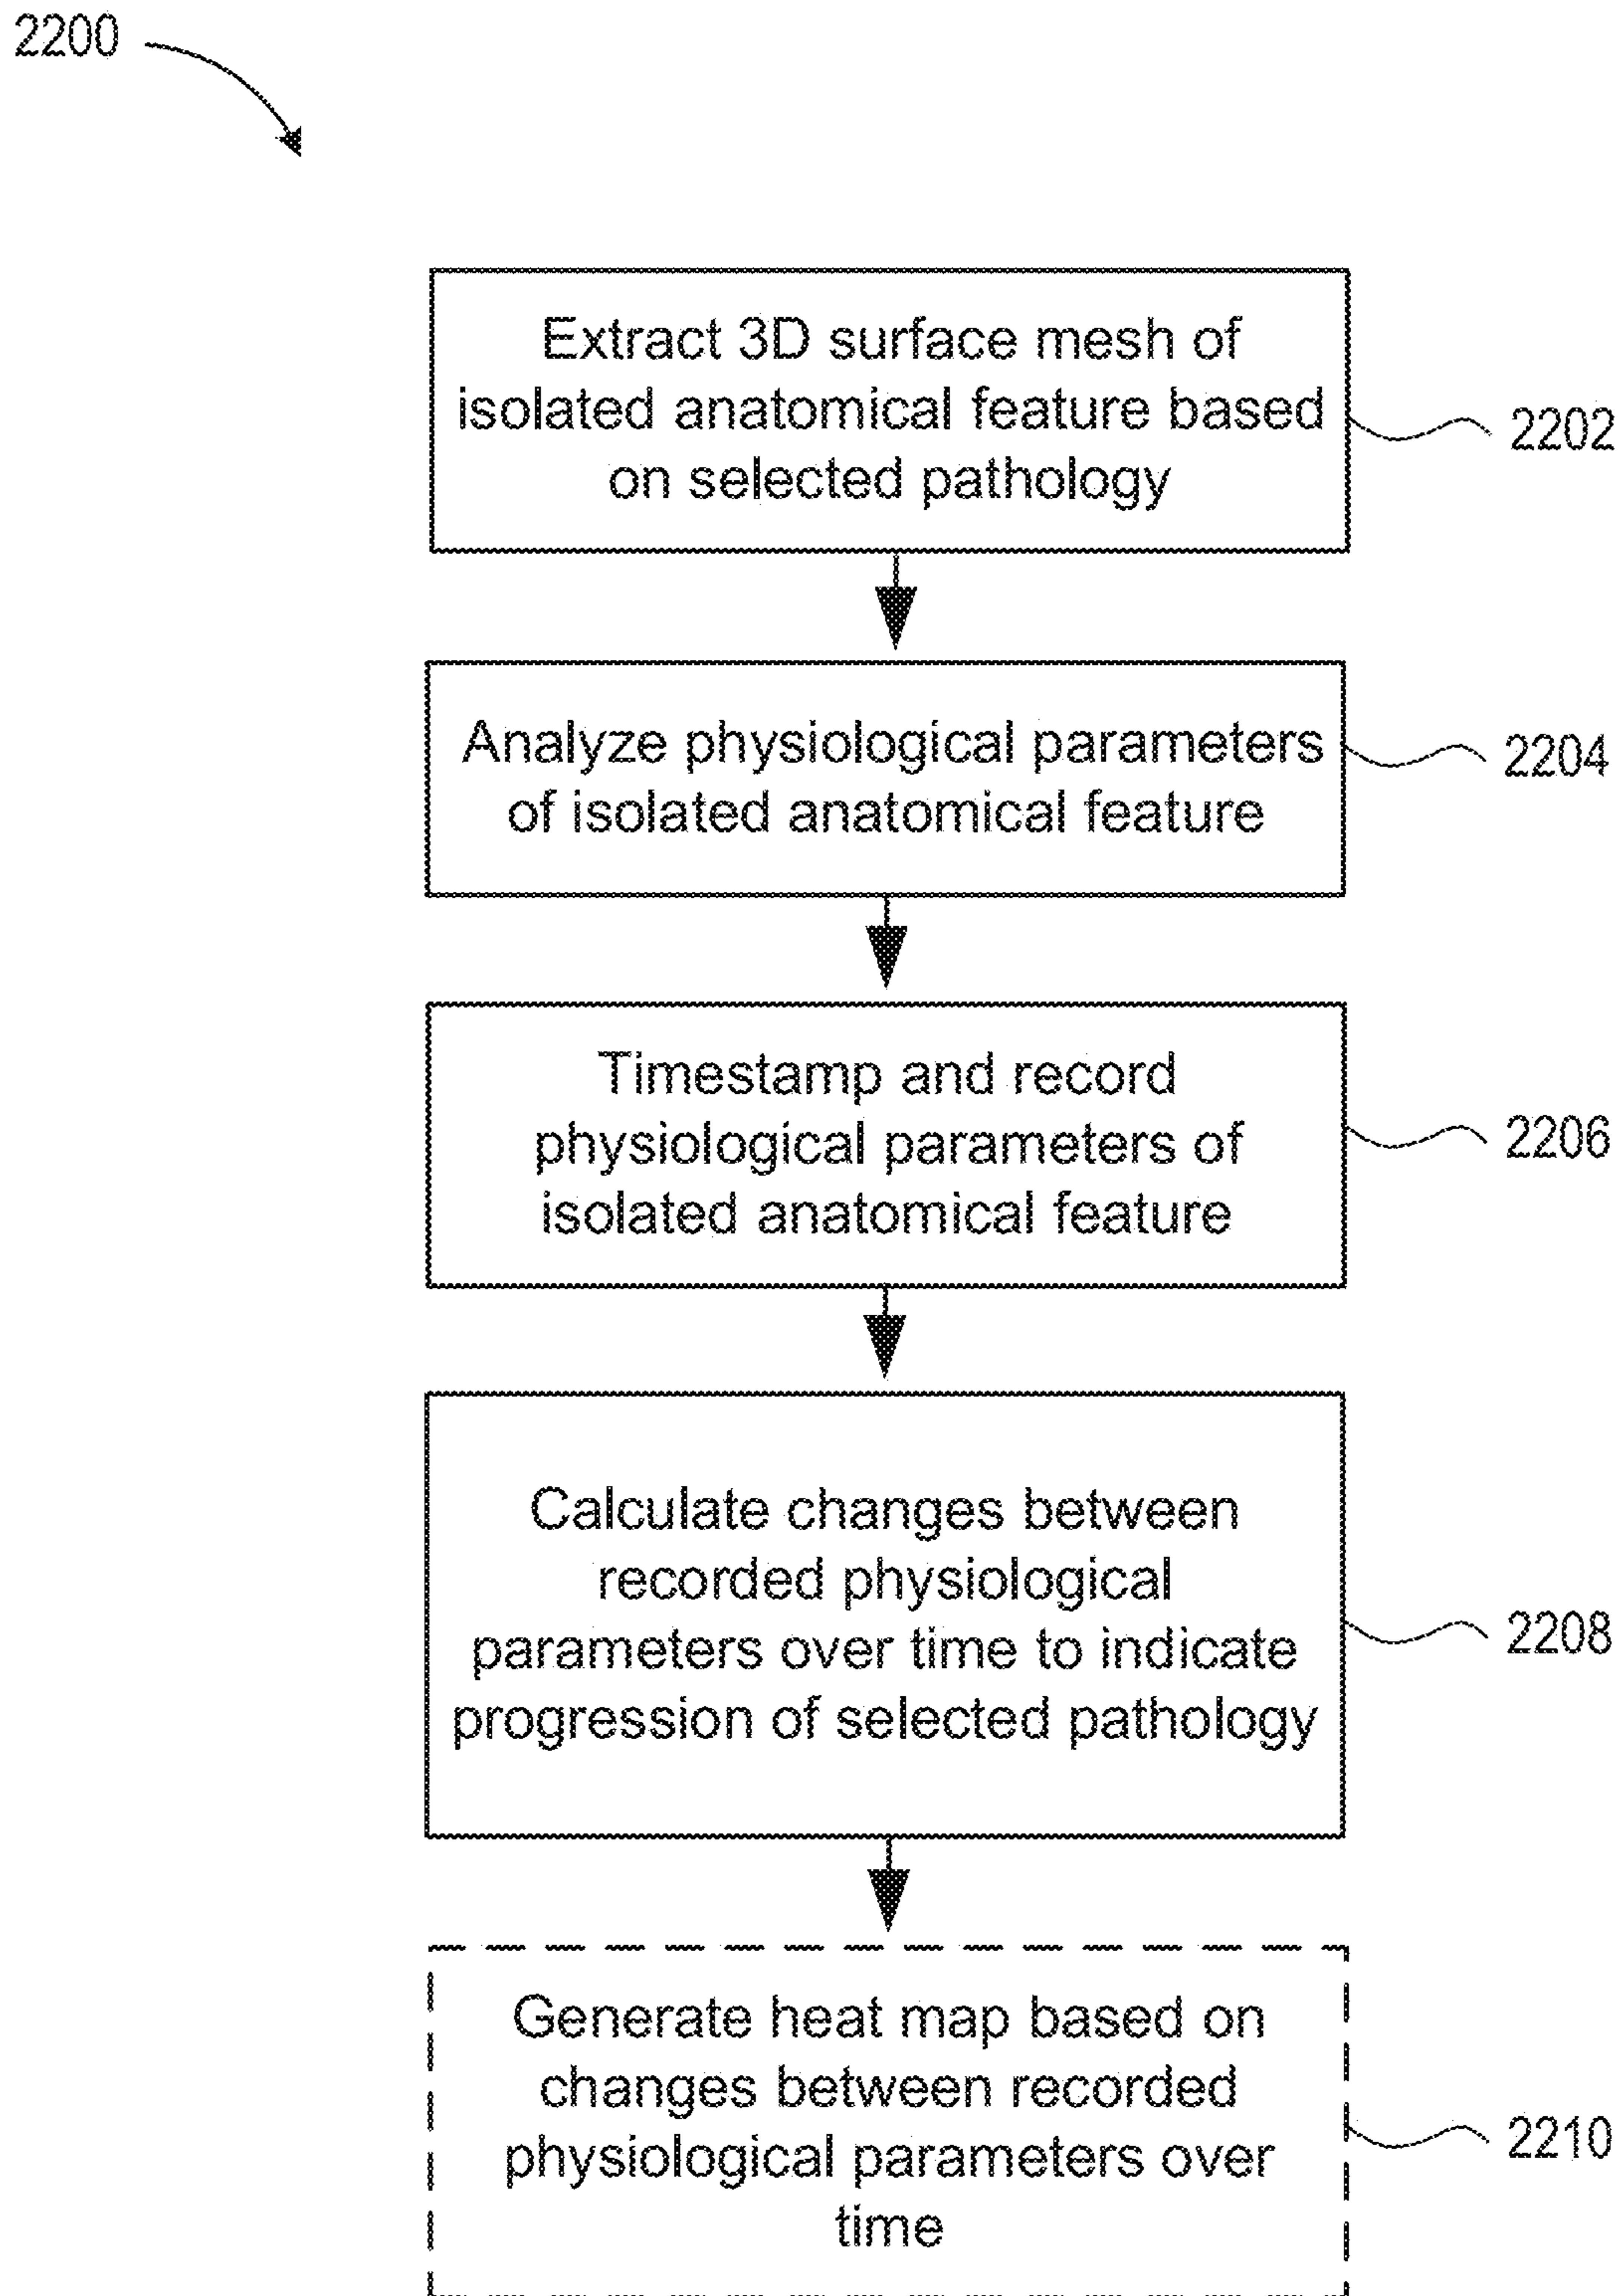 2200
Extract 3D surface mesh of
isolated anatomical feature based
on selected pathology
2202
Analyze physiological parameters
of isolated anatomical feature
2204
Timestamp and record
physiological parameters of
isolated anatomical feature
2206
Calculate changes between
recorded physiological
parameters over time to indicate
progression of selected pathology
2208
Generate heat map based on
changes between recorded
physiological parameters over
time
2210